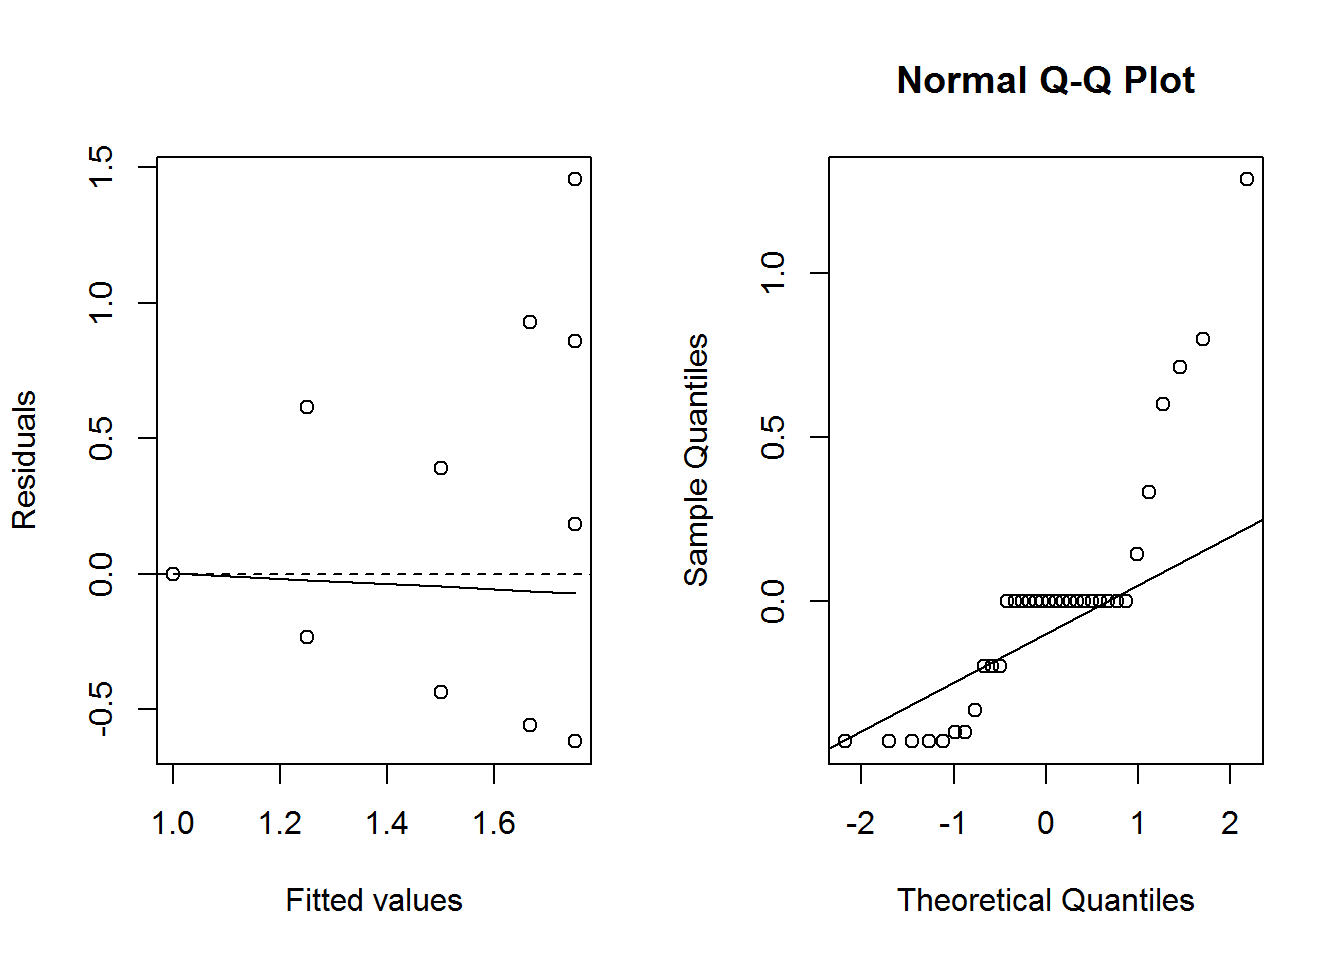 Residuals
1.5
1.0
0.5
0.0
-0.5
1.0 1.2 1.4 1.6
Fitted values
Normal Q-Q Plot
Sample Quantiles
1.0
0.5
0.0
-2 -1 0 1 2
Theoretical Quantiles